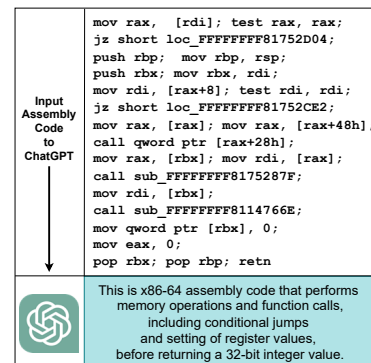 mov rax, [rdi]; test rax, rax;
jz short loc_FFFFFFFF81752D04;
push rbp; mov rbp, rsp;
push rbx; mov rbx, rdi;
mov rdi, [rax+8]; test rdi, rdi;
jz short loc_FFFFFFFF81752CE2;
mov rax, [rax]; mov rax, [rax+48h],
call qword ptr [rax+28h];
mov rax, [rbx]; mov rdi, [rax];
call sub_FFFFFFFF8175287F;
mov rdi, [rbx];
call sub_FFFFFFFF8114766E;
mov qword ptr [rbx], 0;
mov eax, 0;
pop rbx; pop rbp; retn
Input
Assembly
Code
to
ChatGPT
This is x86-64 assembly code that performs
memory operations and function calls,
including conditional jumps
and setting of register values,
before returning a 32-bit integer value.